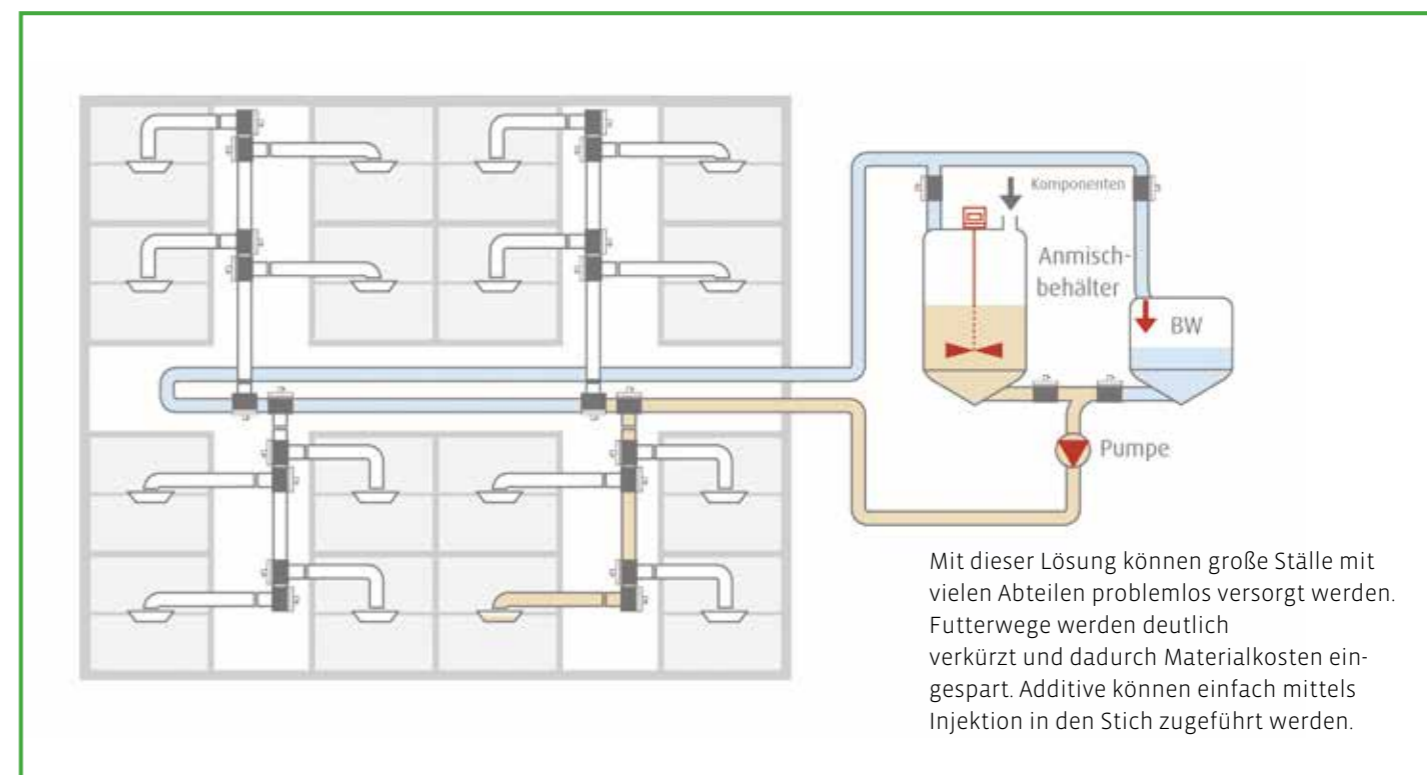 Komponenten
Anmisch-
behälter
BW
Pumpe
Mit dieser Lösung können große Ställe mit
vielen Abteilen problemlos versorgt werden.
Futterwege werden deutlich
verkürzt und dadurch Materialkosten ein-
gespart. Additive können einfach mittels
Injektion in den Stich zugeführt werden.